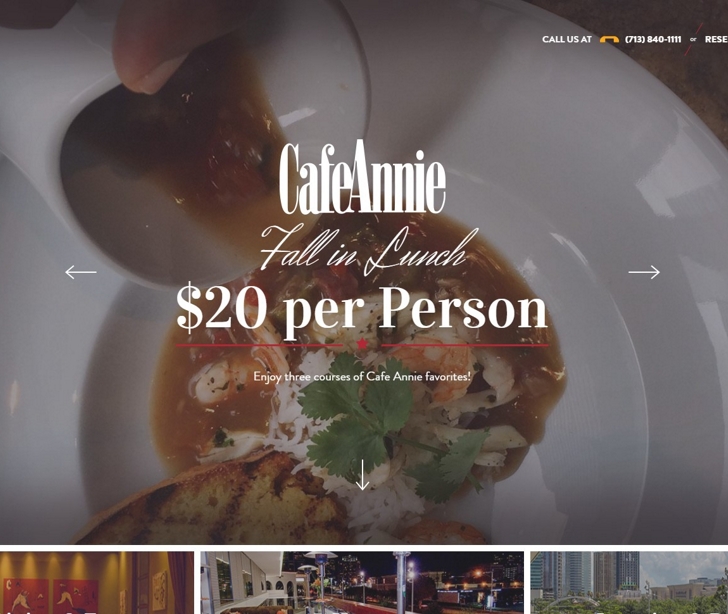 CALL US AT (713) 840-1111 or RESE
CafeAnnie
Fall in Lunch
$20 per Person
Enjoy three courses of Cafe Annie favorites!